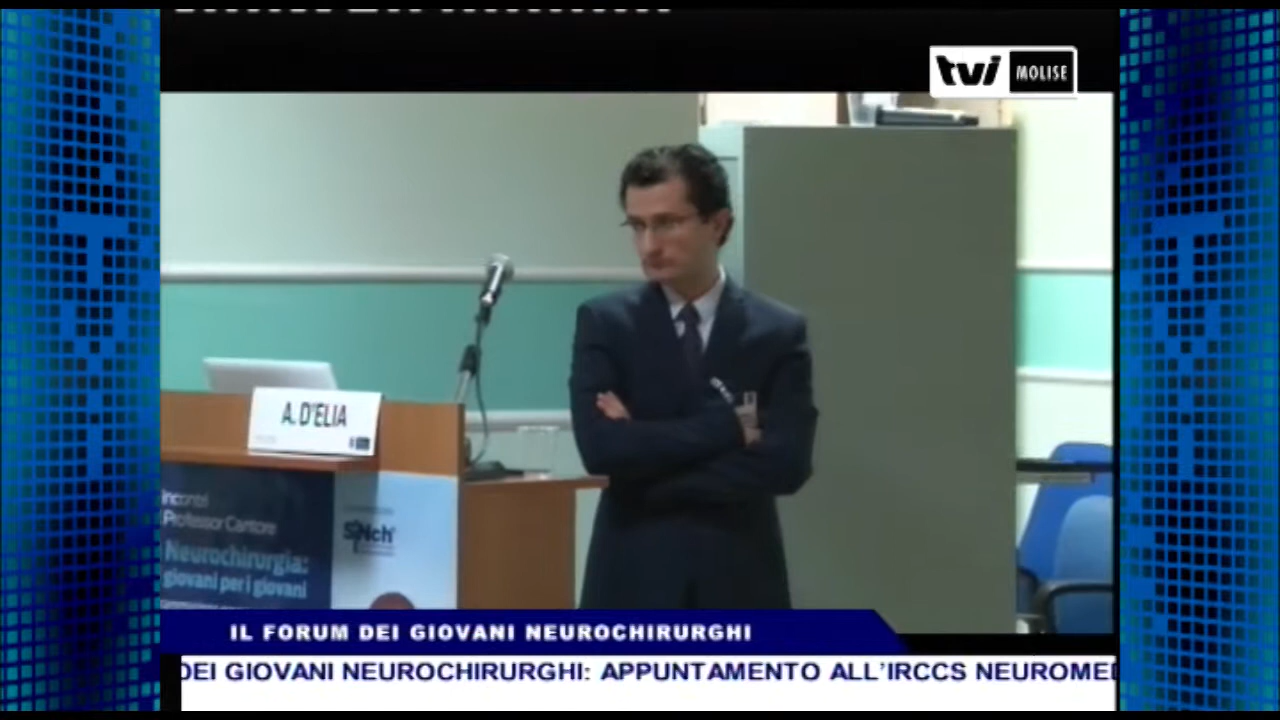 tvi MOLISE
A. D'ELIA
incontri
Professor Cantore
SINch
Neurochirurgia:
giovani per i giovani
IL FORUM DEI GIOVANI NEUROCHIRURGHI
DEI GIOVANI NEUROCHIRURGHI: APPUNTAMENTO ALL'IRCCS NEUROMED